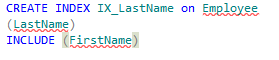 CREATE INDEX IX_LastName on Employee
(LastName)
INCLUDE (FirstName)